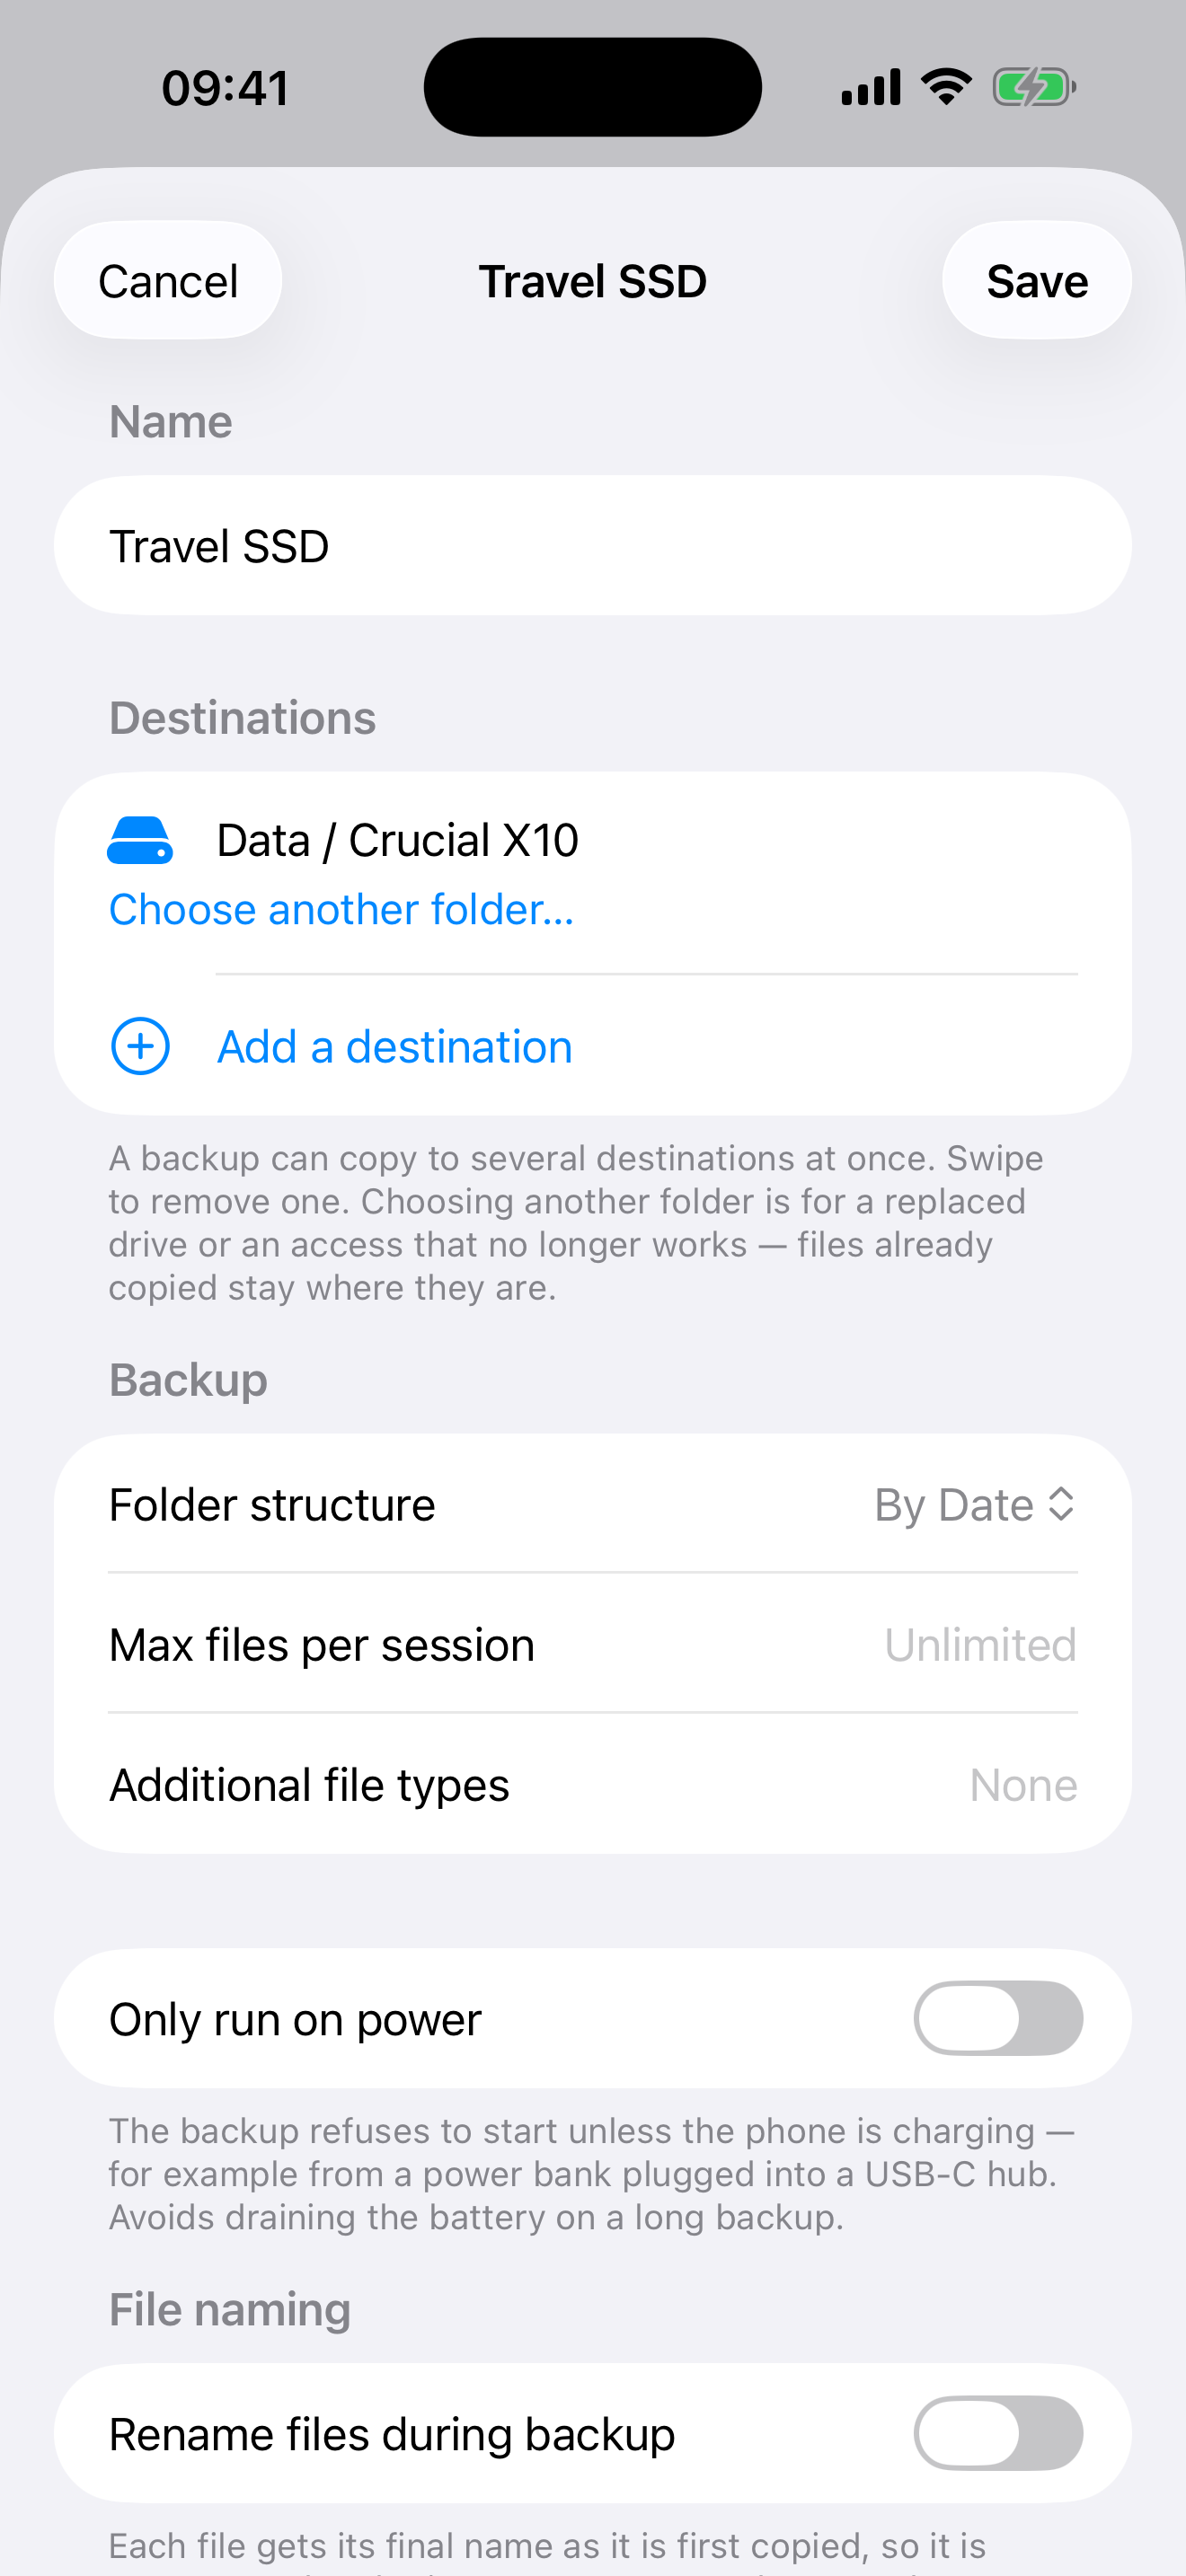 09:41
Cancel
Travel SSD
Save
Name
Travel SSD
Destinations
Data / Crucial X10
Choose another folder...
Add a destination
A backup can copy to several destinations at once. Swipe
to remove one. Choosing another folder is for a replaced
drive or an access that no longer works — files already
copied stay where they are.
Backup
Folder structure
By Date
Max files per session
Unlimited
Additional file types
None
Only run on power
The backup refuses to start unless the phone is charging —
for example from a power bank plugged into a USB-C hub.
Avoids draining the battery on a long backup.
File naming
Rename files during backup
Each file gets its final name as it is first copied, so it is